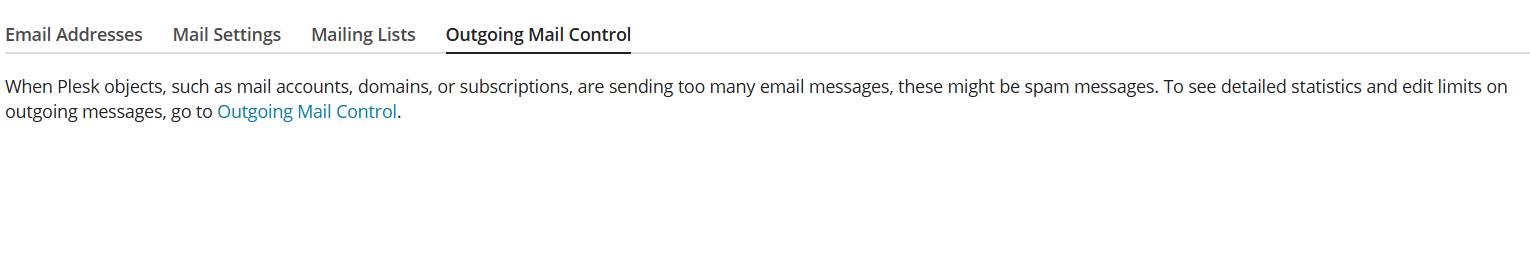 Email Addresses Mail Settings Mailing Lists Outgoing Mail Control
When Plesk objects, such as mail accounts, domains, or subscriptions, are sending too many email messages, these might be spam messages. To see detailed statistics and edit limits on
outgoing messages, go to Outgoing Mail Control.